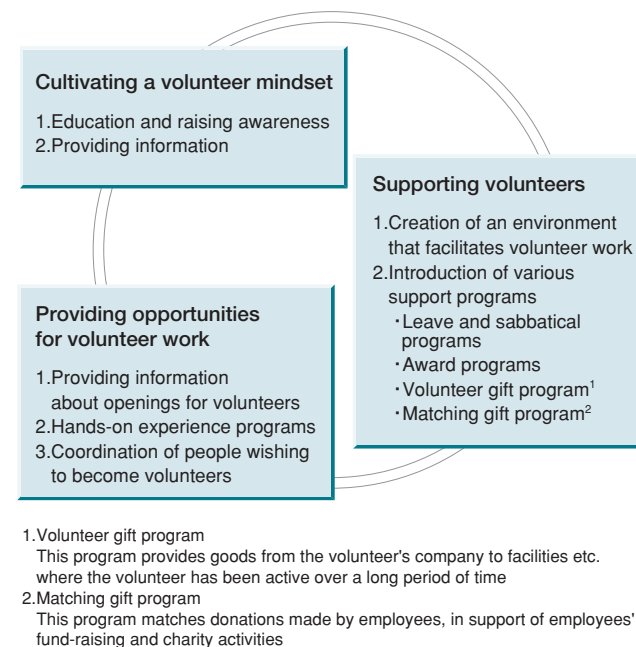 Cultivating a volunteer mindset
1.Education and raising awareness
2.Providing information
Supporting volunteers
1.Creation of an environment
that facilitates volunteer work
2.Introduction of various
support programs
・Leave and sabbatical
programs
・Award programs
・Volunteer gift program¹
・Matching gift program²
Providing opportunities
for volunteer work
1.Providing information
about openings for volunteers
2.Hands-on experience programs
3.Coordination of people wishing
to become volunteers
1.Volunteer gift program
This program provides goods from the volunteer's company to facilities etc.
where the volunteer has been active over a long period of time
2.Matching gift program
This program matches donations made by employees, in support of employees'
fund-raising and charity activities